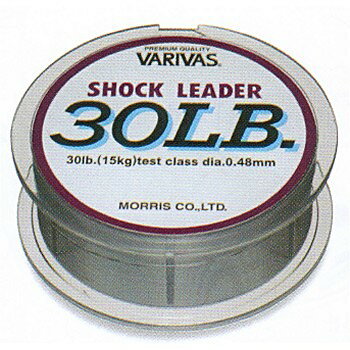 PREMIUM QUALITY
VARIVAS®
SHOCK LEADER
30LB.
30lb.(15kg)test class dia.0.48mm
MORRIS CO.,LTD.